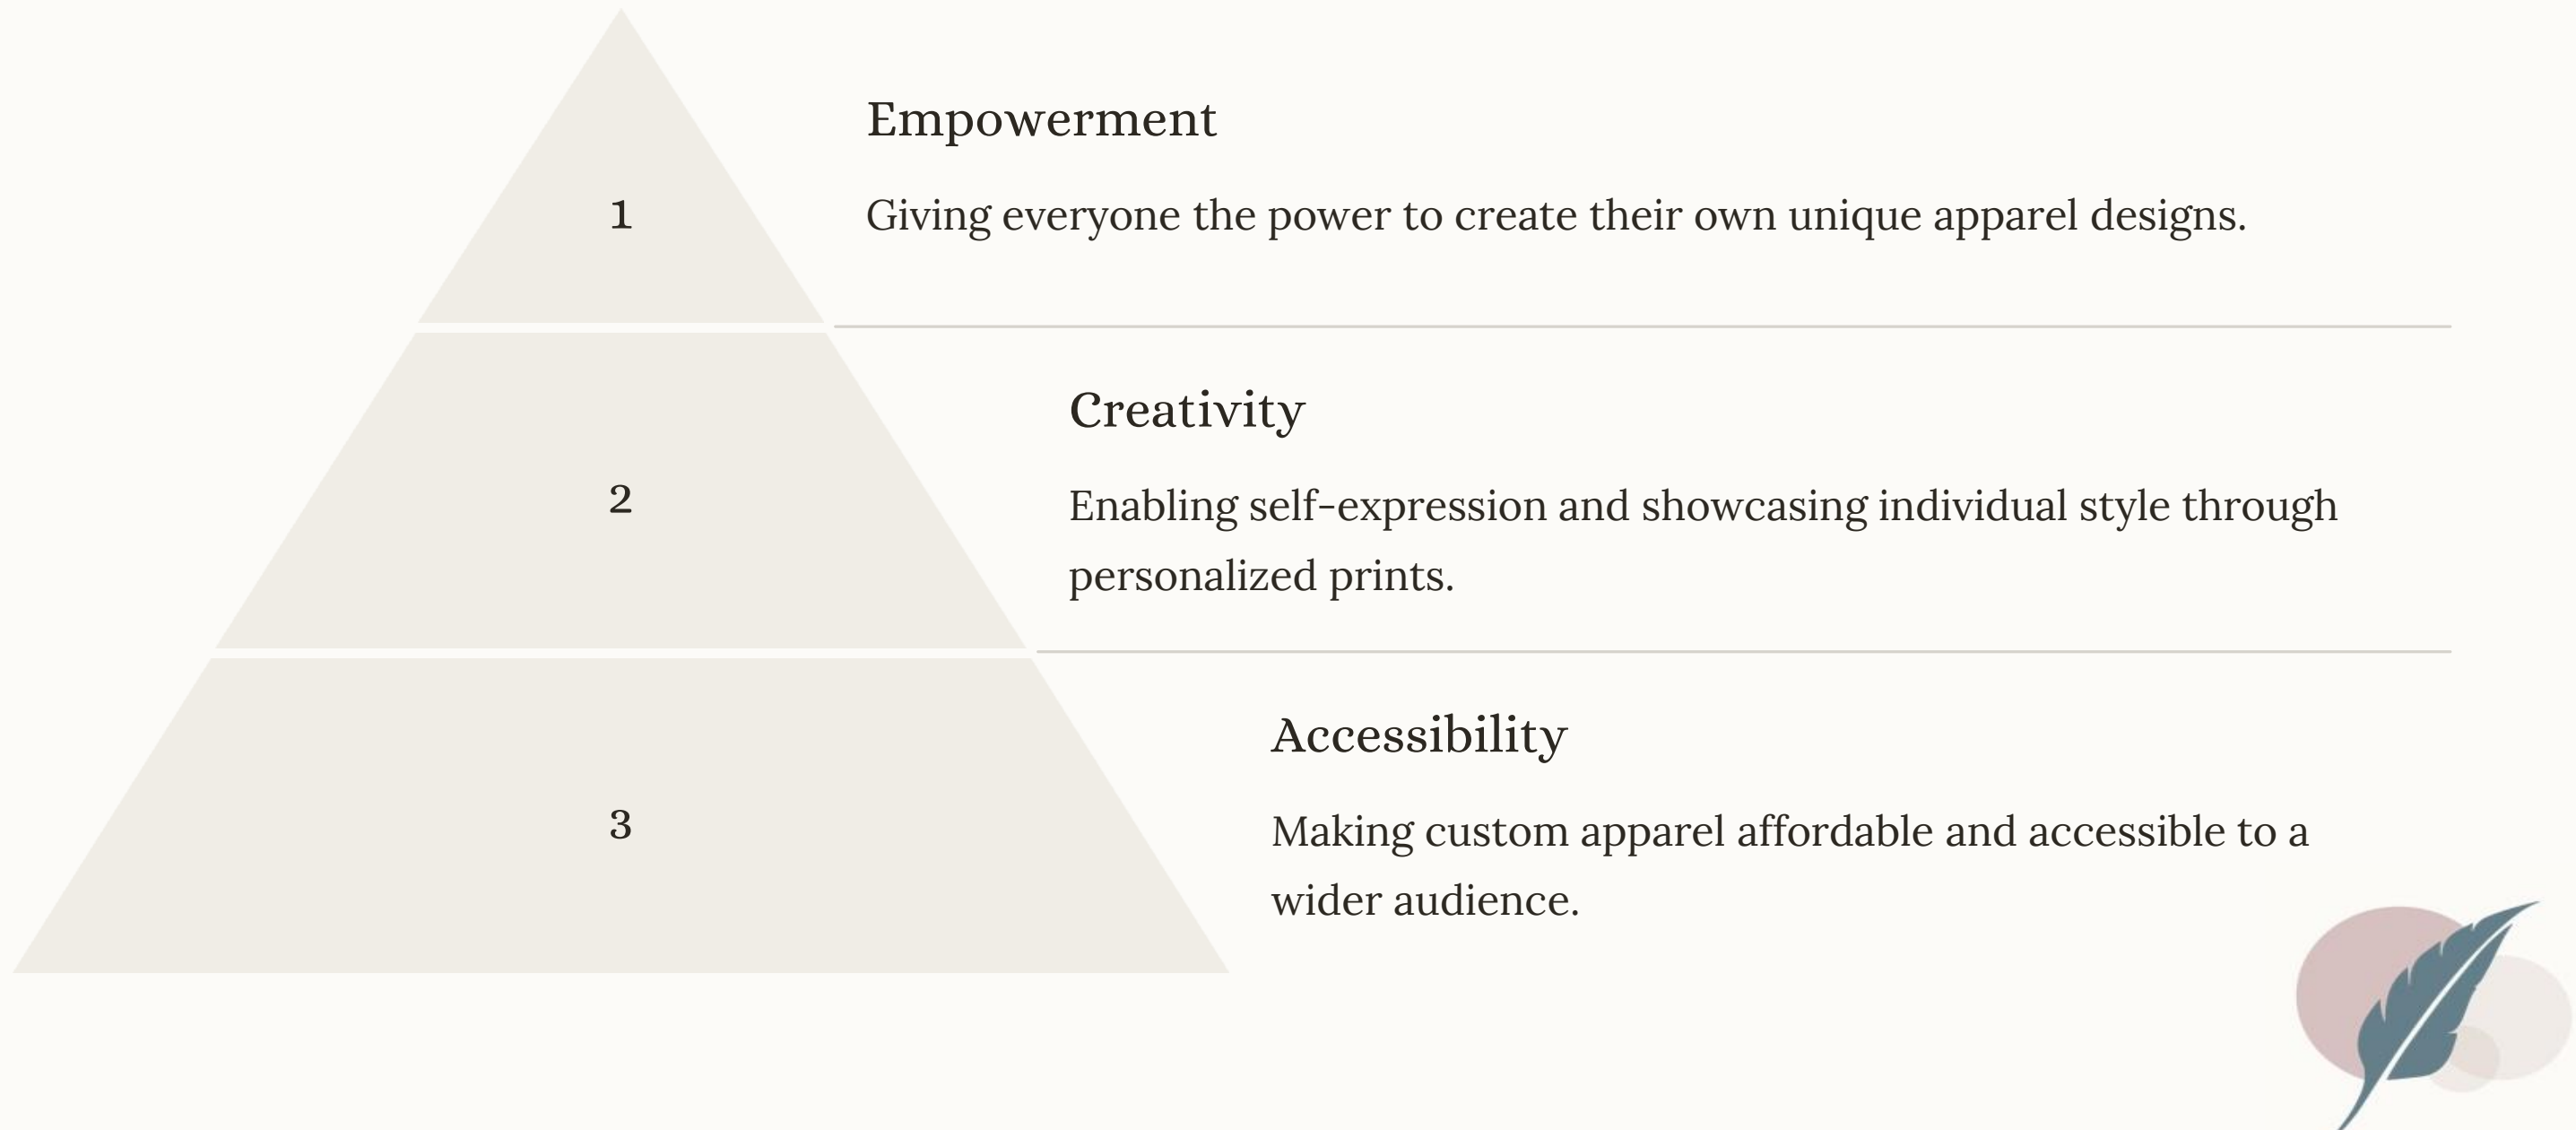 Empowerment
1
Giving everyone the power to create their own unique apparel designs.
Creativity
2
Enabling self-expression and showcasing individual style through
personalized prints.
Accessibility
3
Making custom apparel affordable and accessible to a
wider audience.